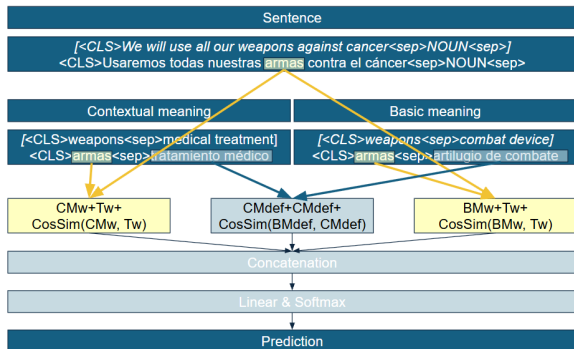 Sentence
[<CLS>We will use all our weapons against cancer<sep>NOUN<sep>]
<CLS>Usaremos todas nuestras armas contra el cáncer<sep>NOUN<sep>
Contextual meaning
[<CLS>weapons<sep>medical treatment]
<CLS>armas<sep>tratamiento médico
Basic meaning
[<CLS>weapons<sep>combat device]
<CLS>armas<sep>artilugio de combate
CMw+Tw+
CosSim(CMw, Tw)
CMdef+CMdef+
CosSim(BMdef, CMdef)
BMw+Tw+
CosSim(BMw, Tw)
Concatenation
Linear & Softmax
Prediction